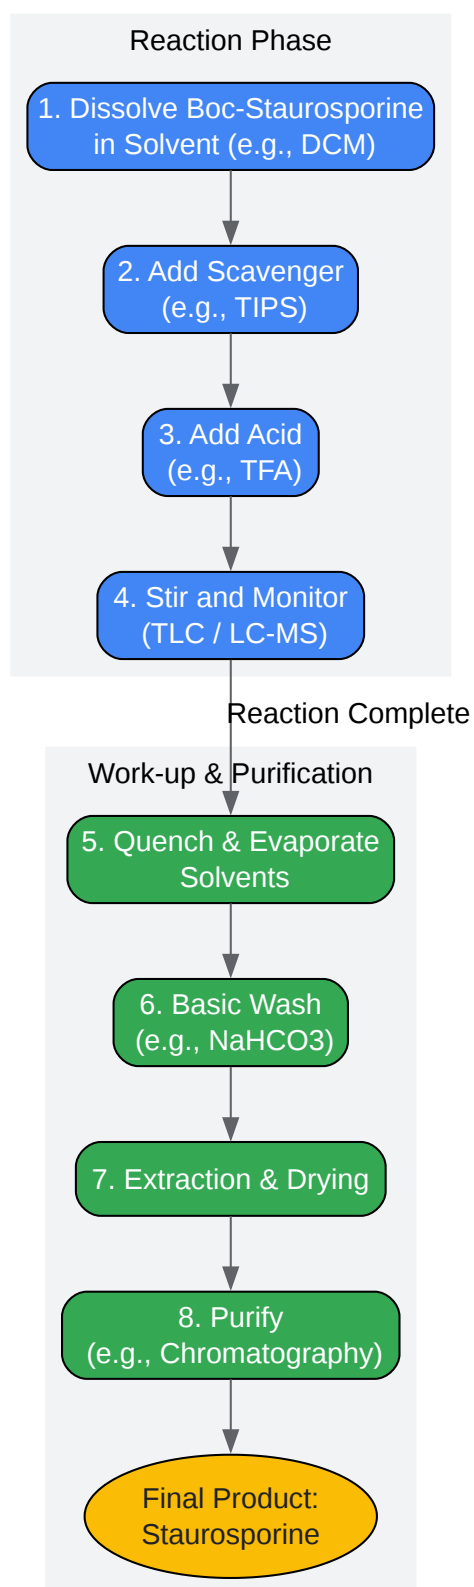 Reaction Phase
1. Dissolve Boc-Staurosporine
in Solvent (e.g., DCM)
2. Add Scavenger
(e.g., TIPS)
3. Add Acid
(e.g., TFA)
4. Stir and Monitor
(TLC / LC-MS)
Reaction Complete
Work-up & Purification
5. Quench & Evaporate
Solvents
6. Basic Wash
(e.g., NaHCO3)
7. Extraction & Drying
8. Purify
(e.g., Chromatography)
Final Product:
Staurosporine